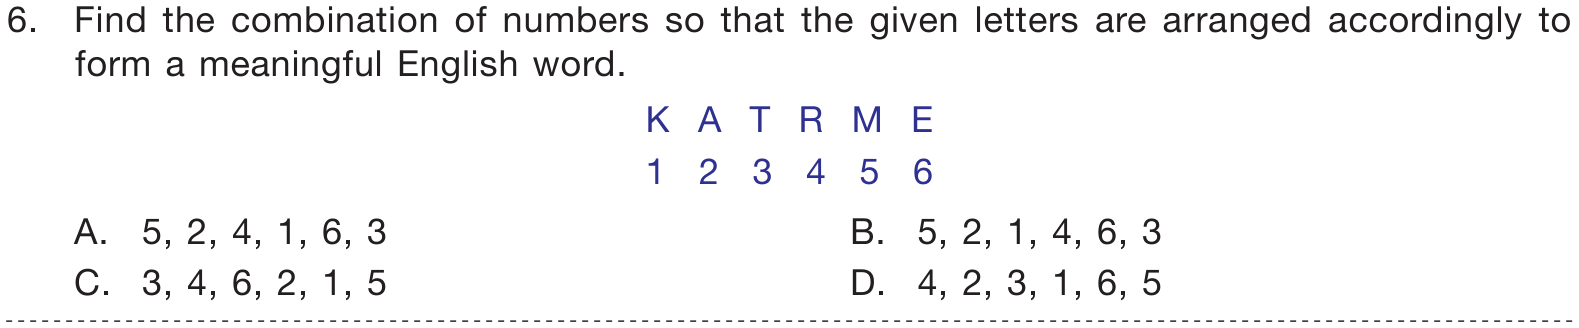 6. Find the combination of numbers so that the given letters are arranged accordingly to
form a meaningful English word.
K A T R M E
1 2 3 4 5 6
A. 5, 2, 4, 1, 6, 3 B. 5, 2, 1, 4, 6, 3
C. 3, 4, 6, 2, 1, 5 D. 4, 2, 3, 1, 6, 5